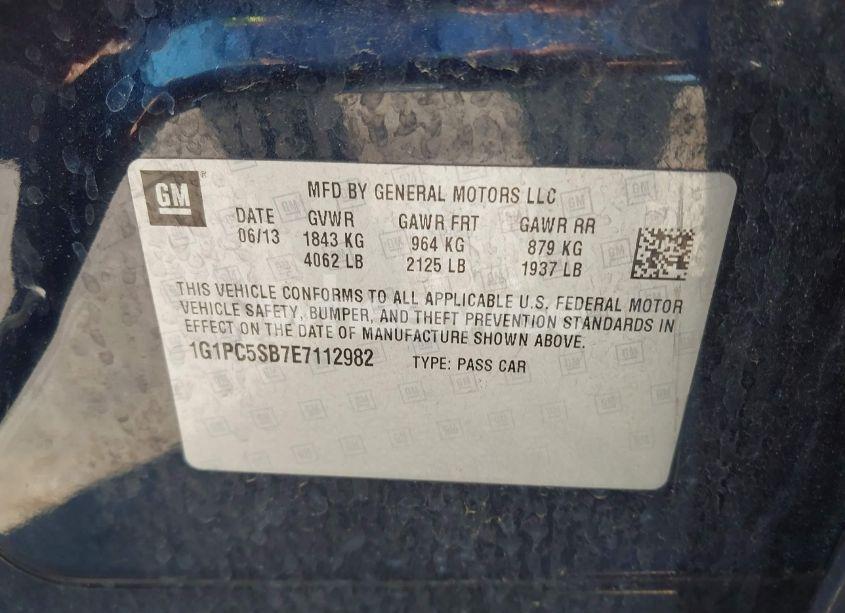 GM ® MFD BY GENERAL MOTORS LLC
DATE GVWR GAWR FRT GAWR RR
06/13 1843 KG 964 KG 879 KG
4062 LB 2125 LB 1937 LB
THIS VEHICLE CONFORMS TO ALL APPLICABLE U.S. FEDERAL MOTOR
VEHICLE SAFETY, BUMPER, AND THEFT PREVENTION STANDARDS IN
EFFECT ON THE DATE OF MANUFACTURE SHOWN ABOVE.
1G1PC5SB7E7112982 TYPE: PASS CAR